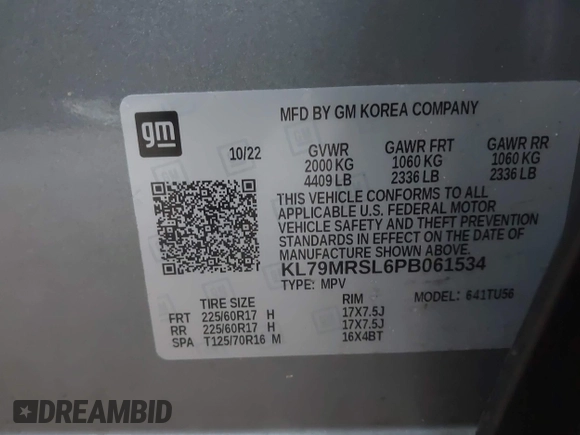 gm
MFD BY GM KOREA COMPANY
10/22
GVWR GAWR FRT GAWR RR
2000 KG 1060 KG 1060 KG
4409 LB 2336 LB 2336 LB
THIS VEHICLE CONFORMS TO ALL
APPLICABLE U.S. FEDERAL MOTOR
VEHICLE SAFETY AND THEFT PREVENTION
STANDARDS IN EFFECT ON THE DATE OF
MANUFACTURE SHOWN ABOVE.
KL79MRSL6PB061534
TYPE: MPV MODEL: 641TU56
TIRE SIZE RIM
FRT 225/60R17 H 17X7.5J
RR 225/60R17 H 17X7.5J
SPA T125/70R16 M 16X4BT
DREAMBID